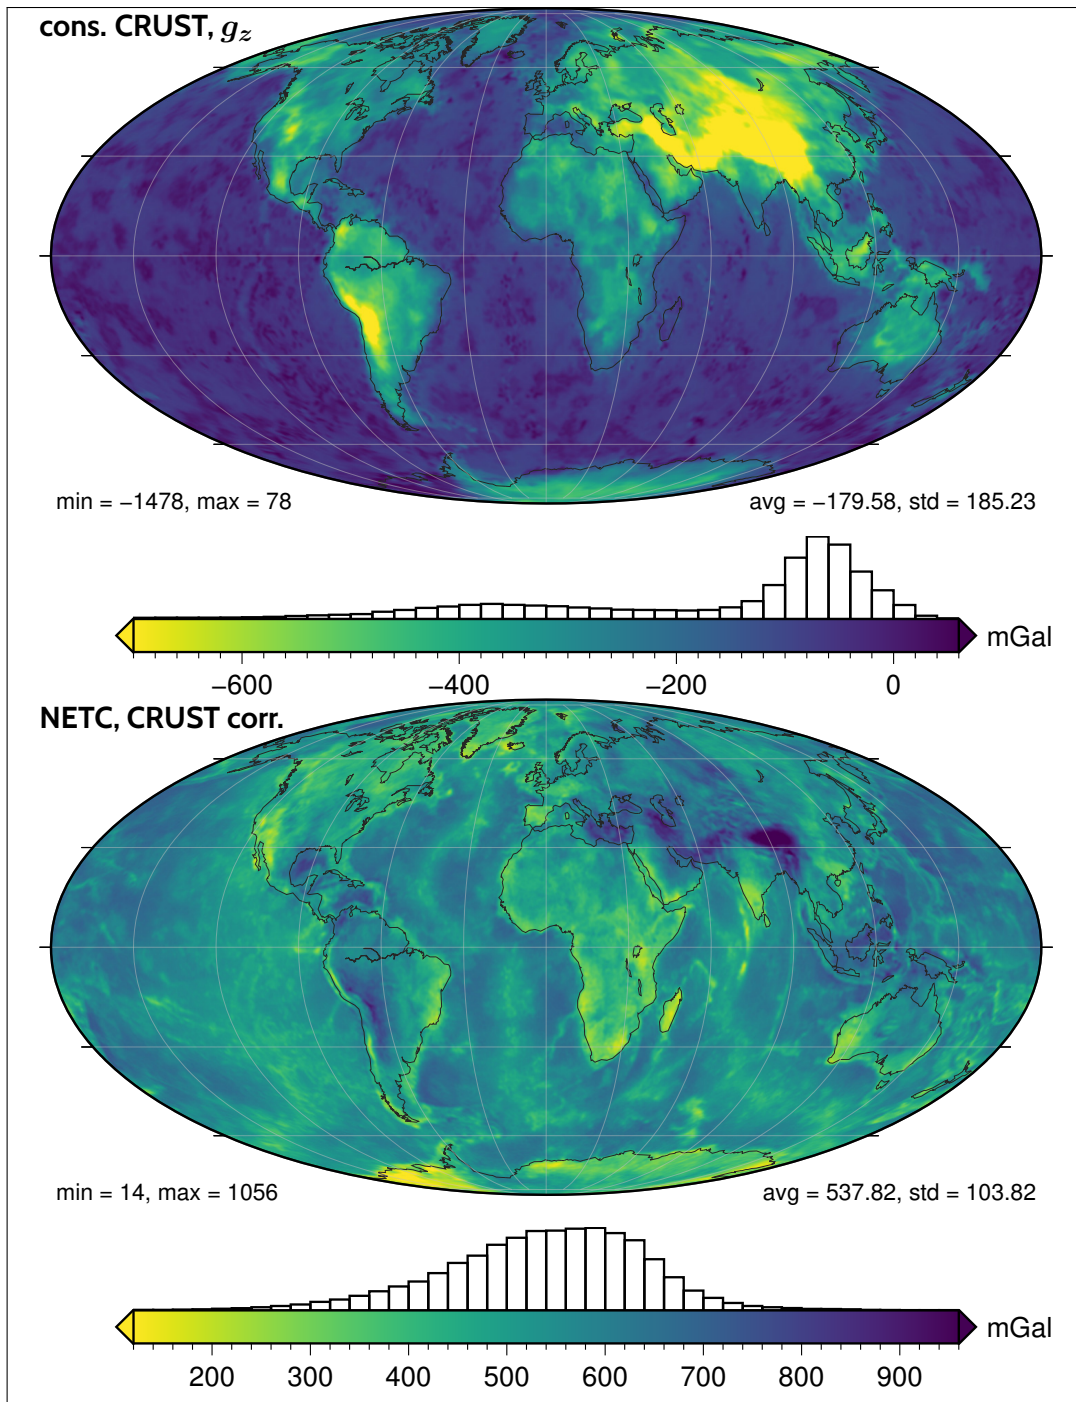 cons. CRUST, g_z
min = −1478, max = 78
avg = −179.58, std = 185.23
mGal
−600 −400 −200 0
NETC, CRUST corr.
min = 14, max = 1056
avg = 537.82, std = 103.82
mGal
200 300 400 500 600 700 800 900